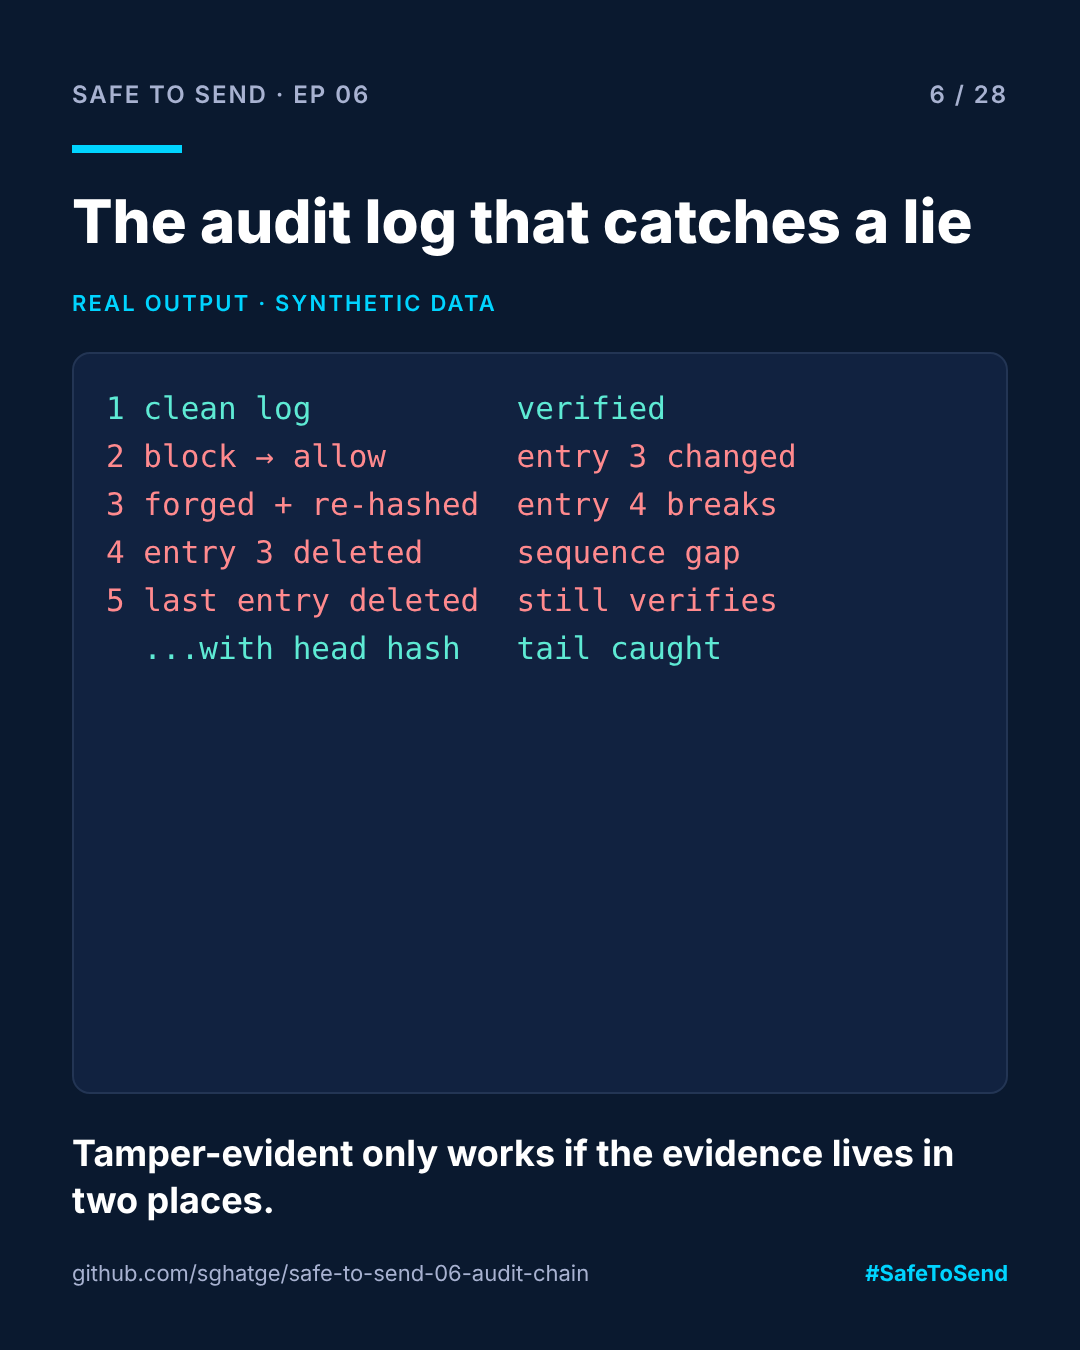 SAFE TO SEND · EP 06
6 / 28
The audit log that catches a lie
REAL OUTPUT · SYNTHETIC DATA
1 clean log           verified
2 block → allow       entry 3 changed
3 forged + re-hashed  entry 4 breaks
4 entry 3 deleted     sequence gap
5 last entry deleted  still verifies
  ...with head hash   tail caught
Tamper-evident only works if the evidence lives in
two places.
github.com/sghatge/safe-to-send-06-audit-chain
#SafeToSend